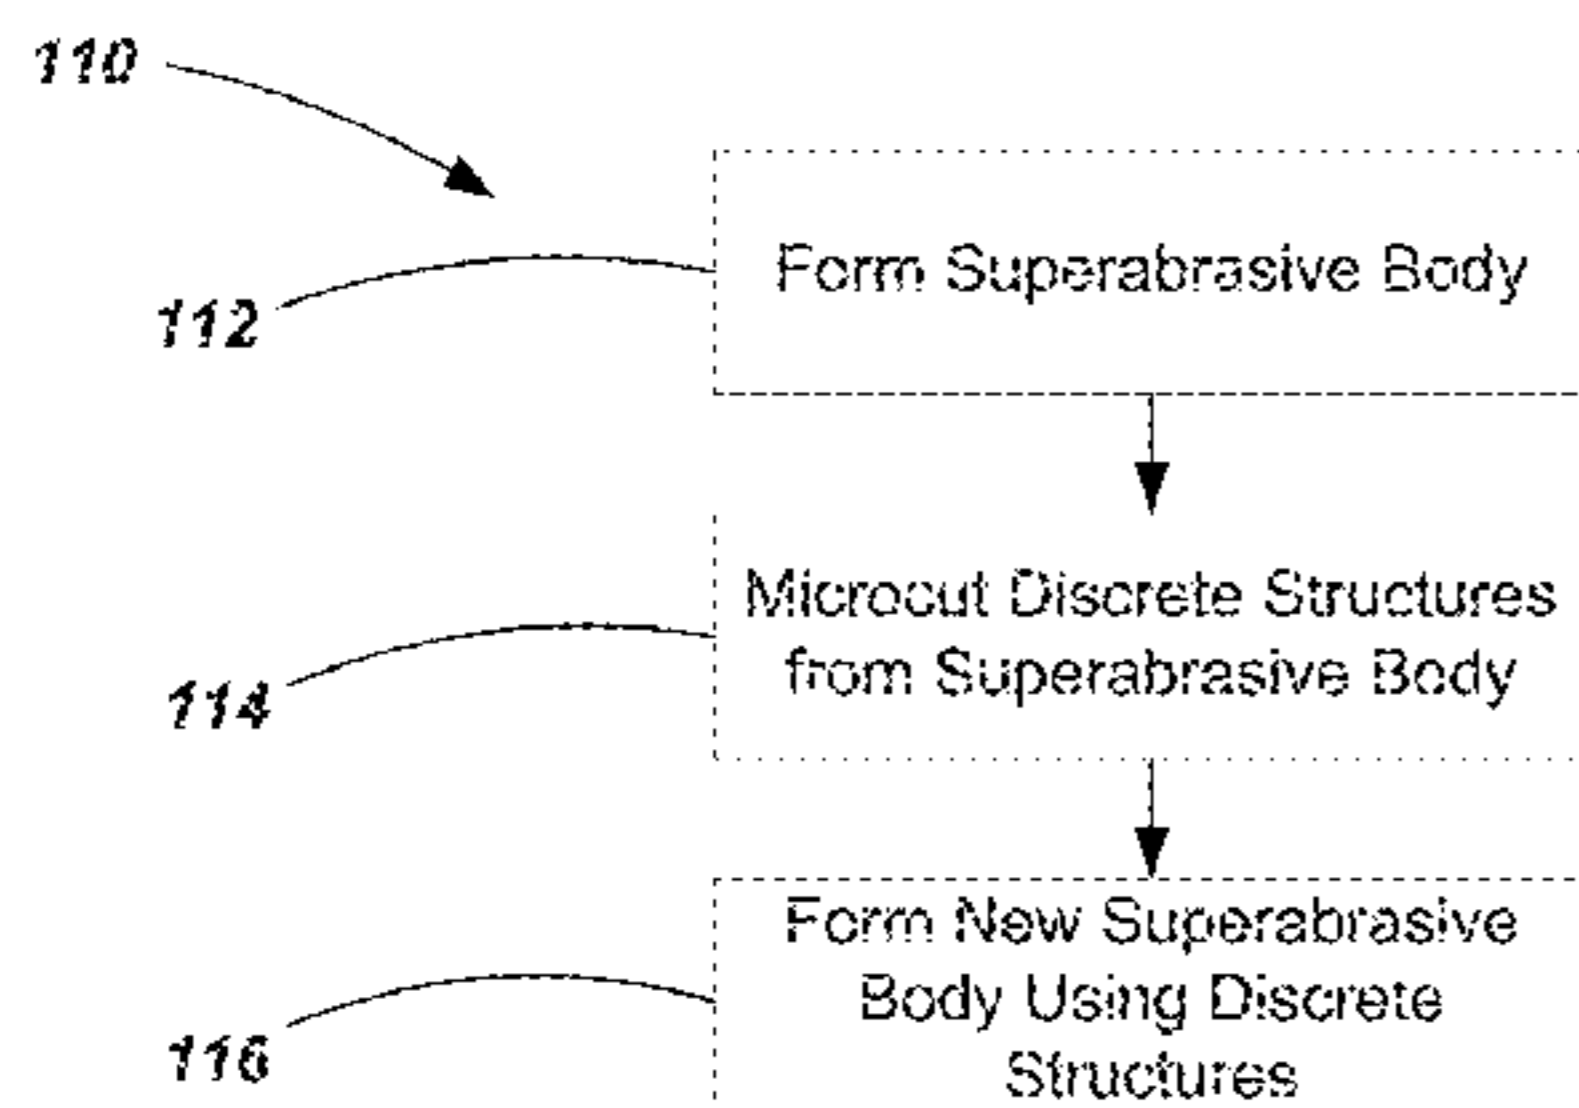 110
Form Superabrasive Body
112
Microcut Discrete Structures
from Superabrasive Body
114
Form New Superabrasive
Body Using Discrete
Structures
116